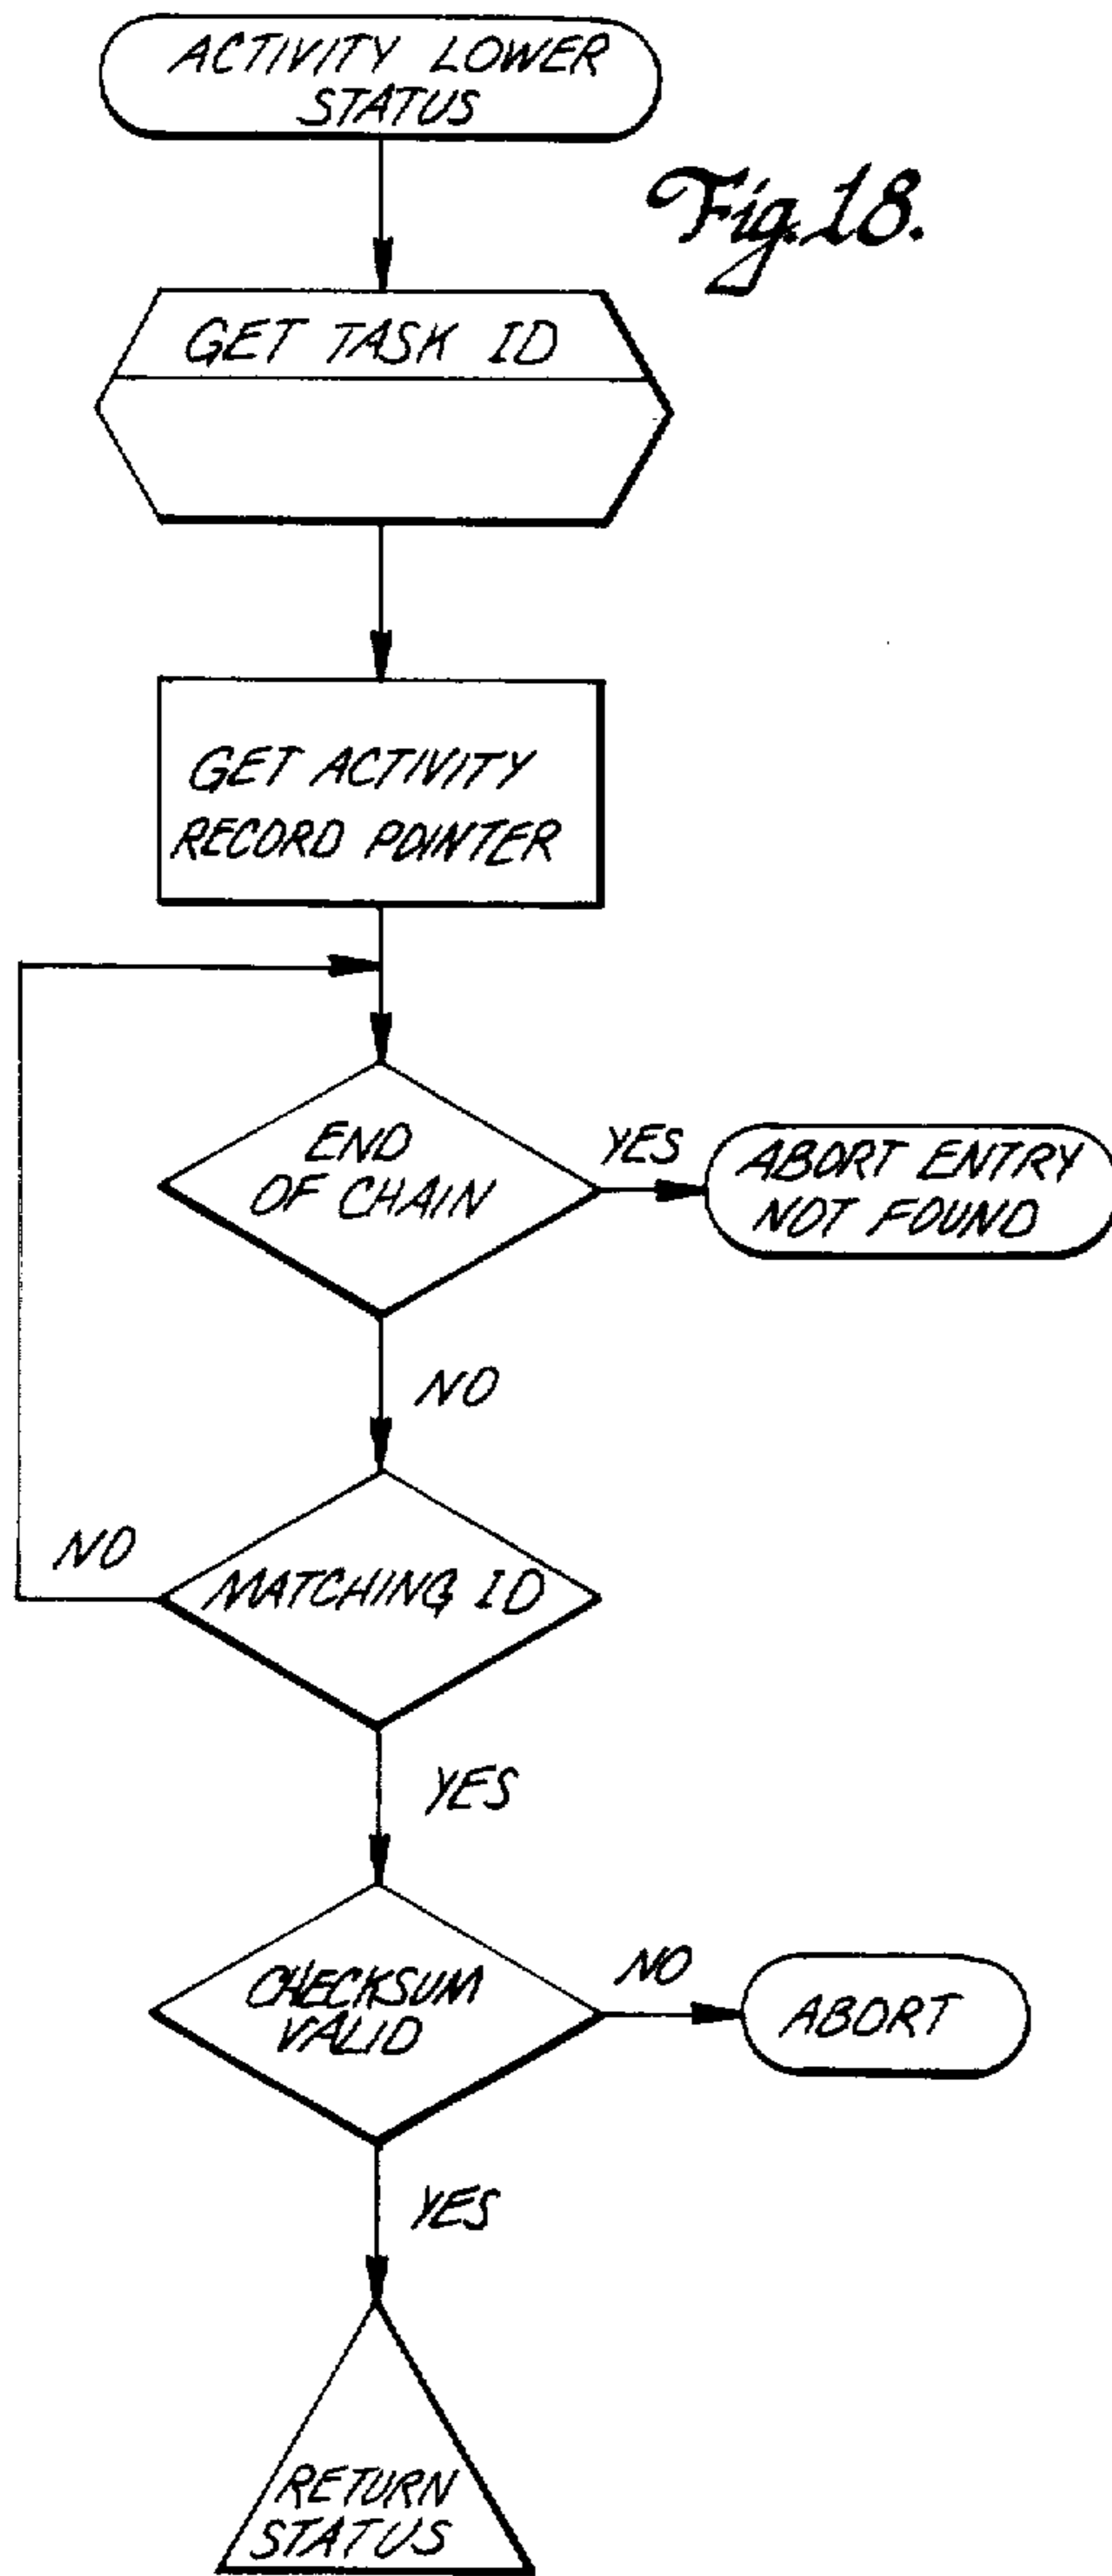 ACTIVITY LOWER
STATUS
Fig. 18.
GET TASK ID
GET ACTIVITY
RECORD POINTER
END
OF CHAIN
YES
ABORT ENTRY
NOT FOUND
NO
NO
MATCHING ID
YES
CHECKSUM
VALID
NO
ABORT
YES
RETURN
STATUS